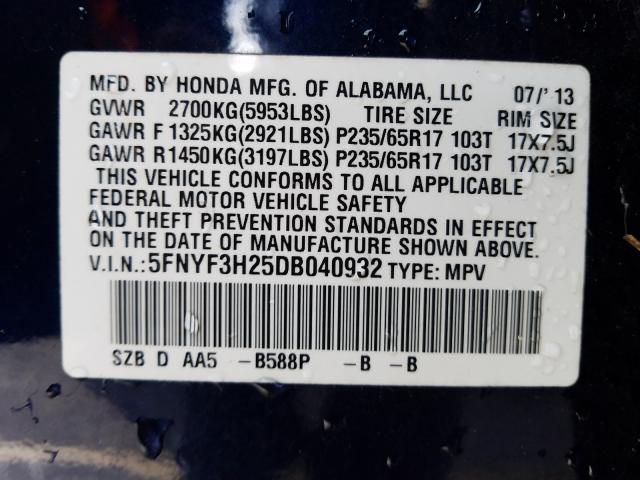 MFD. BY HONDA MFG. OF ALABAMA, LLC 07/'13
GVWR 2700KG(5953LBS) TIRE SIZE RIM SIZE
GAWR F 1325KG(2921LBS) P235/65R17 103T 17X7.5J
GAWR R1450KG(3197LBS) P235/65R17 103T 17X7.5J
THIS VEHICLE CONFORMS TO ALL APPLICABLE
FEDERAL MOTOR VEHICLE SAFETY
AND THEFT PREVENTION STANDARDS IN EFFECT
ON THE DATE OF MANUFACTURE SHOWN ABOVE.
V.I.N.:5FNYF3H25DB040932 TYPE: MPV
SZB D AA5 -B588P -B -B